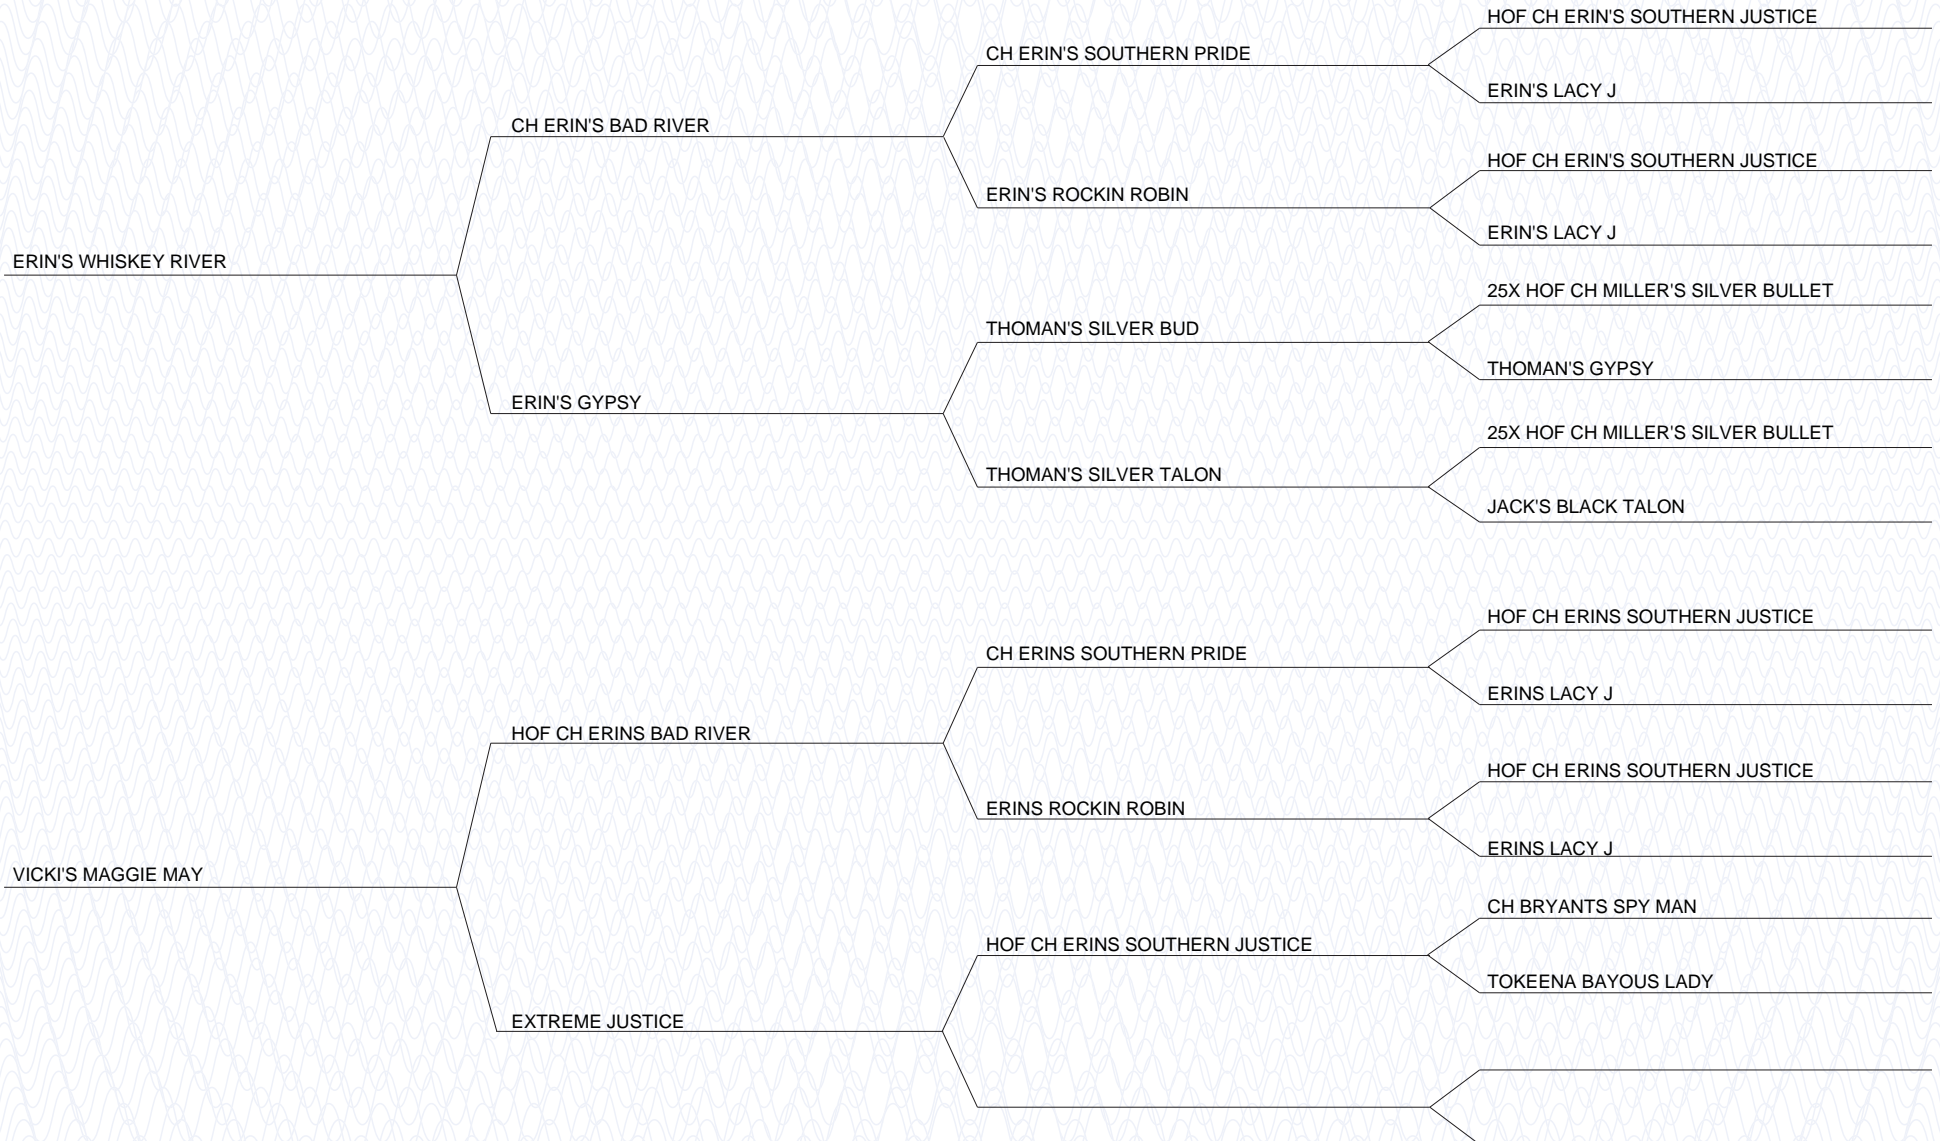 HOF CH ERIN'S SOUTHERN JUSTICE
CH ERIN'S SOUTHERN PRIDE
ERIN'S LACY J
CH ERIN'S BAD RIVER
HOF CH ERIN'S SOUTHERN JUSTICE
ERIN'S ROCKIN ROBIN
ERIN'S LACY J
ERIN'S WHISKEY RIVER
25X HOF CH MILLER'S SILVER BULLET
THOMAN'S SILVER BUD
THOMAN'S GYPSY
ERIN'S GYPSY
25X HOF CH MILLER'S SILVER BULLET
THOMAN'S SILVER TALON
JACK'S BLACK TALON
HOF CH ERINS SOUTHERN JUSTICE
CH ERINS SOUTHERN PRIDE
ERINS LACY J
HOF CH ERINS BAD RIVER
HOF CH ERINS SOUTHERN JUSTICE
ERINS ROCKIN ROBIN
ERINS LACY J
VICKI'S MAGGIE MAY
CH BRYANTS SPY MAN
HOF CH ERINS SOUTHERN JUSTICE
TOKEENA BAYOUS LADY
EXTREME JUSTICE